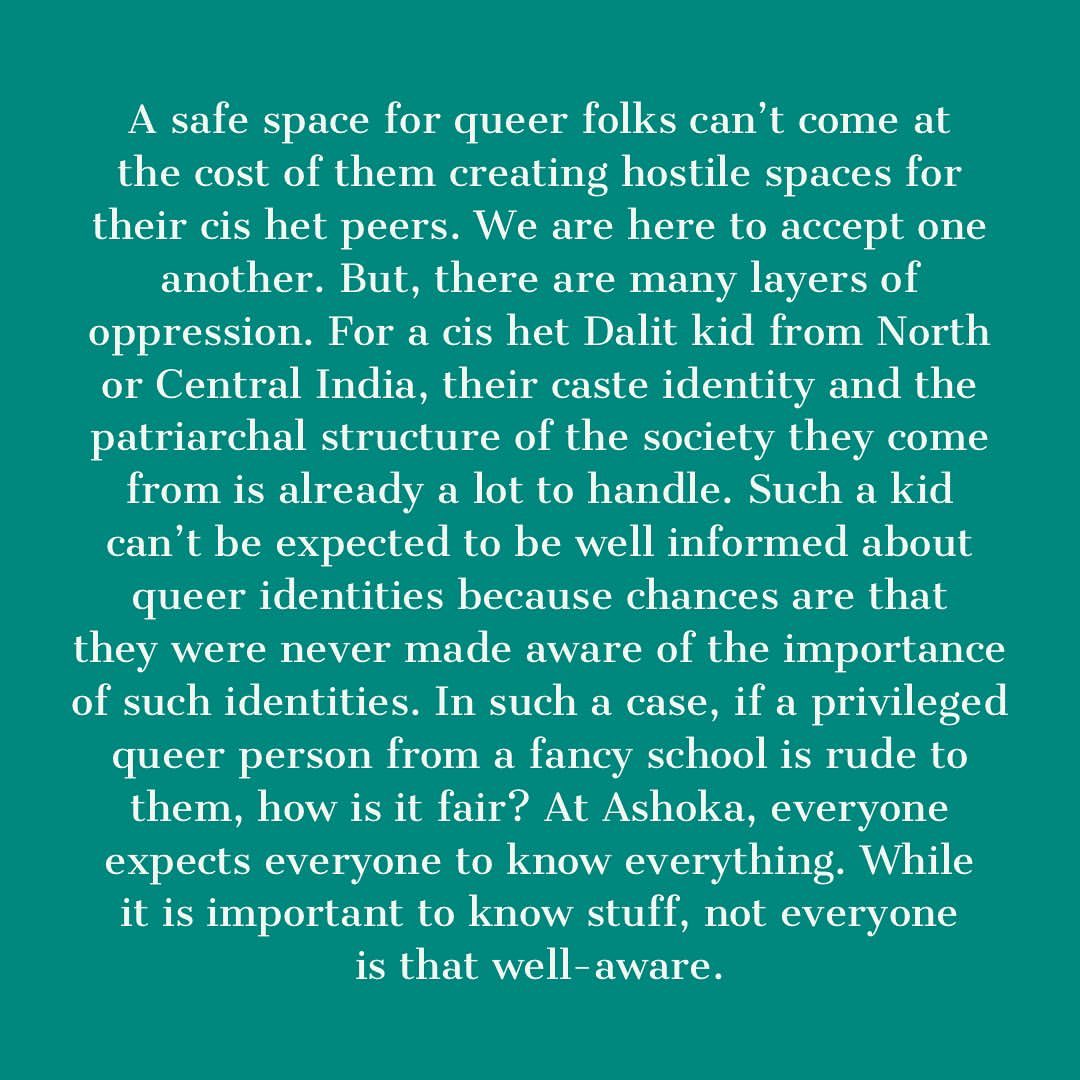 A safe space for queer folks can’t come at
the cost of them creating hostile spaces for
their cis het peers. We are here to accept one
another. But, there are many layers of
oppression. For a cis het Dalit kid from North
or Central India, their caste identity and the
patriarchal structure of the society they come
from is already a lot to handle. Such a kid
can’t be expected to be well informed about
queer identities because chances are that
they were never made aware of the importance
of such identities. In such a case, if a privileged
queer person from a fancy school is rude to
them, how is it fair? At Ashoka, everyone
expects everyone to know everything. While
it is important to know stuff, not everyone
is that well-aware.